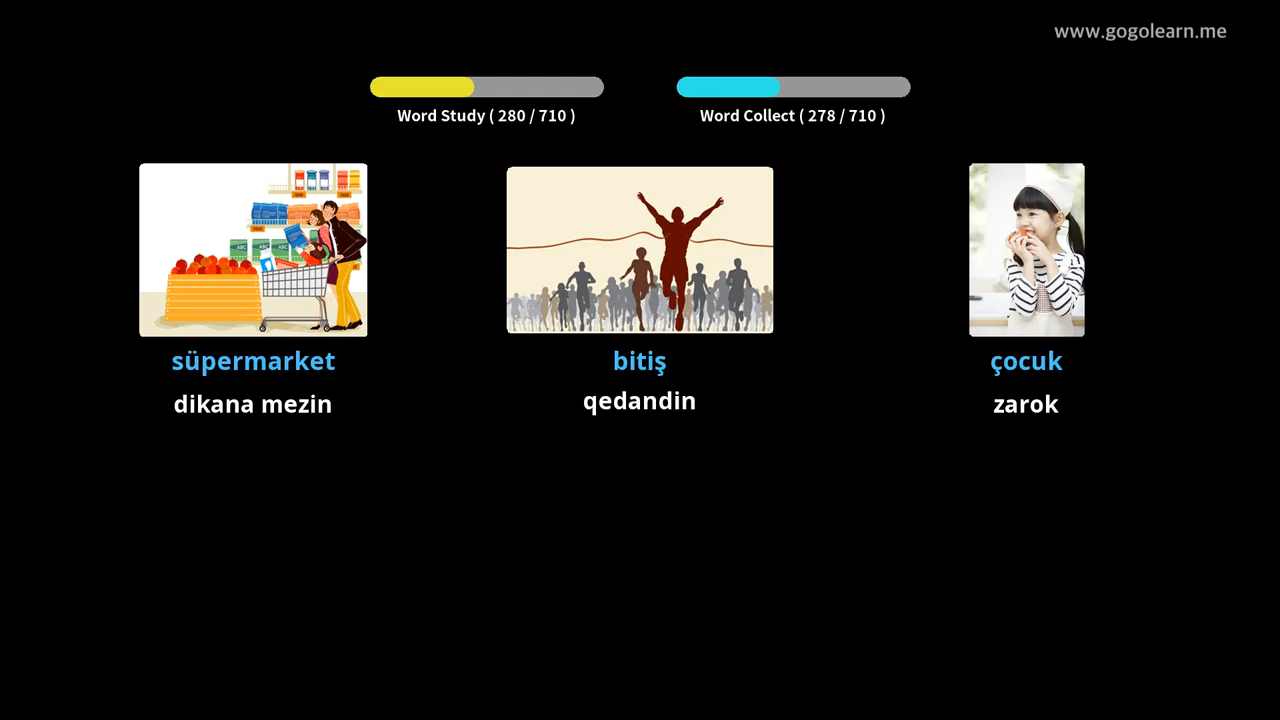 www.gogolearn.me
Word Study ( 280 / 710 )
Word Collect ( 278 / 710 )
süpermarket
bitiş
çocuk
dikana mezin
qedandin
zarok